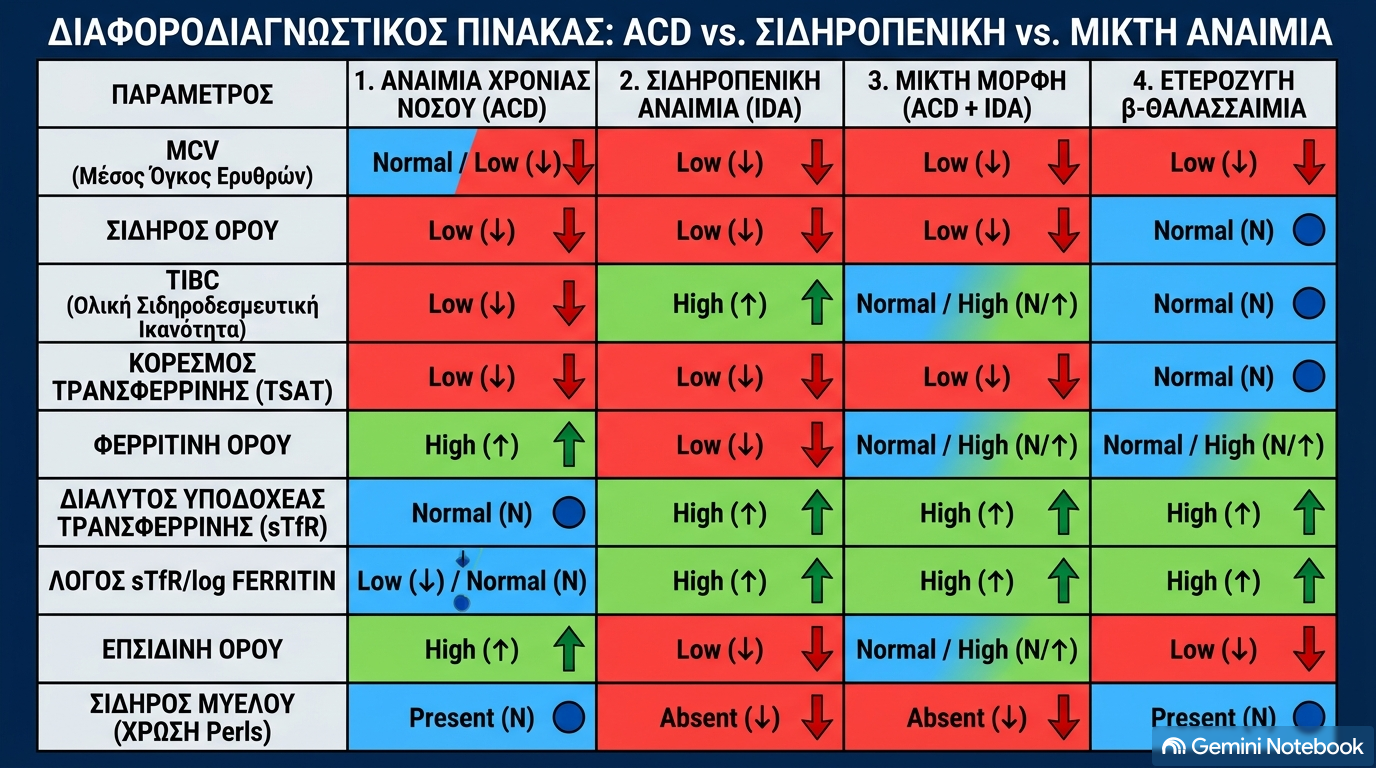 ΔΙΑΦΟΡΟΔΙΑΓΝΩΣΤΙΚΟΣ ΠΙΝΑΚΑΣ: ACD vs. ΣΙΔΗΡΟΠΕΝΙΚΗ vs. ΜΙΚΤΗ ΑΝΑΙΜΙΑ
ΠΑΡΑΜΕΤΡΟΣ
1. ΑΝΑΙΜΙΑ ΧΡΟΝΙΑΣ
ΝΟΣΟΥ (ACD)
2. ΣΙΔΗΡΟΠΕΝΙΚΗ
ΑΝΑΙΜΙΑ (IDA)
3. ΜΙΚΤΗ ΜΟΡΦΗ
(ACD + IDA)
4. ΕΤΕΡΟΖΥΓΗ
β-ΘΑΛΑΣΣΑΙΜΙΑ
MCV
(Μέσος Όγκος Ερυθρών)
Normal / Low (↓)
Low (↓)
Low (↓)
Low (↓)
ΣΙΔΗΡΟΣ ΟΡΟΥ
Low (↓)
Low (↓)
Low (↓)
Normal (N)
TIBC
(Ολική Σιδηροδεσμευτική
Ικανότητα)
Low (↓)
High (↑)
Normal / High (N/↑)
Normal (N)
ΚΟΡΕΣΜΟΣ
ΤΡΑΝΣΦΕΡΡΙΝΗΣ (TSAT)
Low (↓)
Low (↓)
Low (↓)
Normal (N)
ΦΕΡΡΙΤΙΝΗ ΟΡΟΥ
High (↑)
Low (↓)
Normal / High (N/↑)
Normal / High (N/↑)
ΔΙΑΛΥΤΟΣ ΥΠΟΔΟΧΕΑΣ
ΤΡΑΝΣΦΕΡΡΙΝΗΣ (sTfR)
Normal (N)
High (↑)
High (↑)
High (↑)
ΛΟΓΟΣ sTfR/log FERRITIN
Low (↓) / Normal (N)
High (↑)
High (↑)
High (↑)
ΕΠΣΙΔΙΝΗ ΟΡΟΥ
High (↑)
Low (↓)
Normal / High (N/↑)
Low (↓)
ΣΙΔΗΡΟΣ ΜΥΕΛΟΥ
(ΧΡΩΣΗ Perls)
Present (N)
Absent (↓)
Absent (↓)
Present (N)
Gemini Notebook